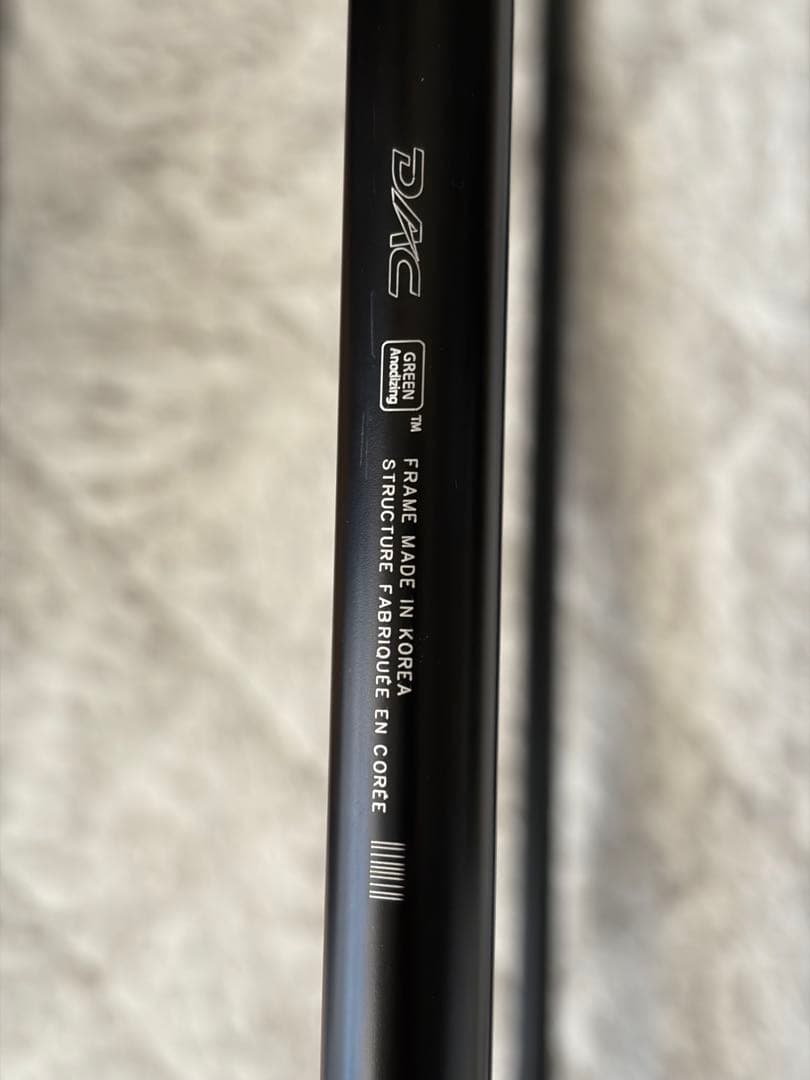 DAC
GREEN
Anodizing
TM
FRAME MADE IN KOREA
STRUCTURE FABRIQUÉE EN CORÉE